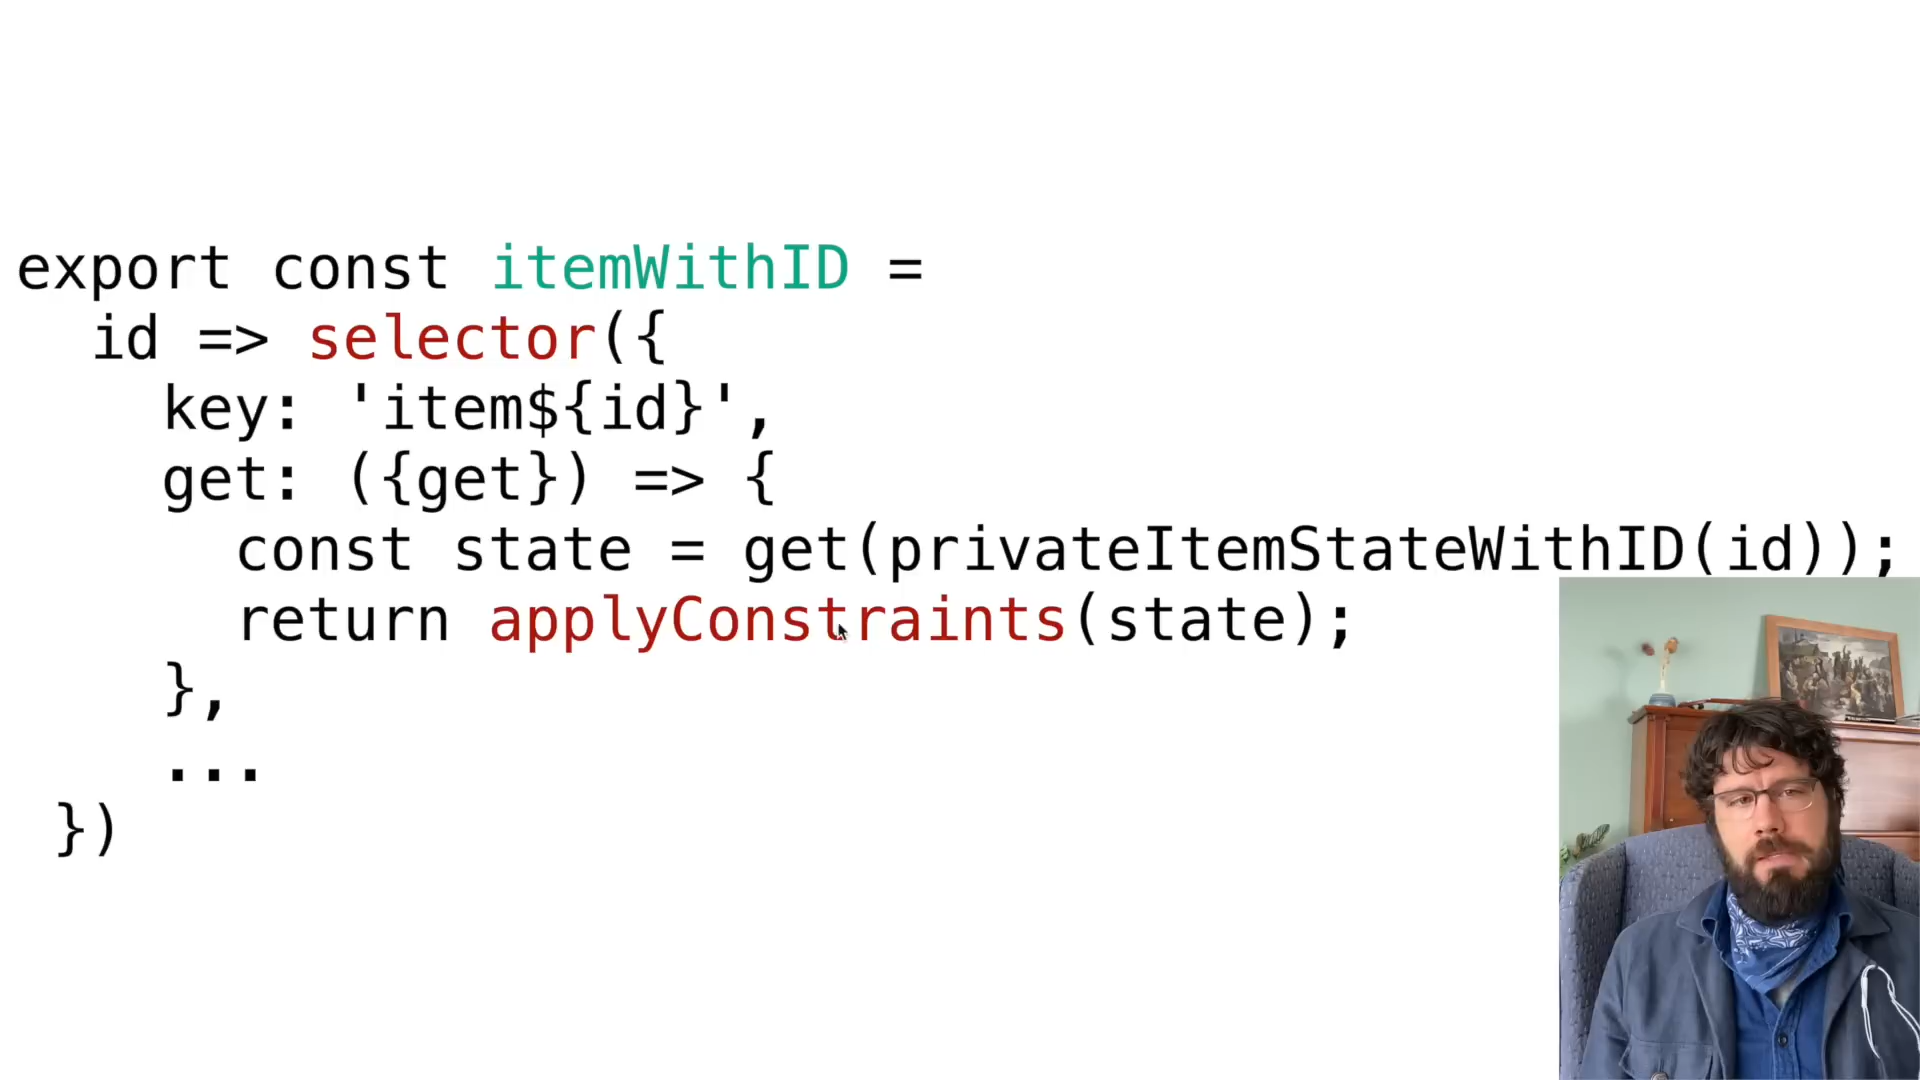 export const itemWithID =
id => selector({
key: 'item${id}',
get: ({get}) => {
const state = get(privateItemStateWithID(id));
return applyConstraints(state);
},
...
})